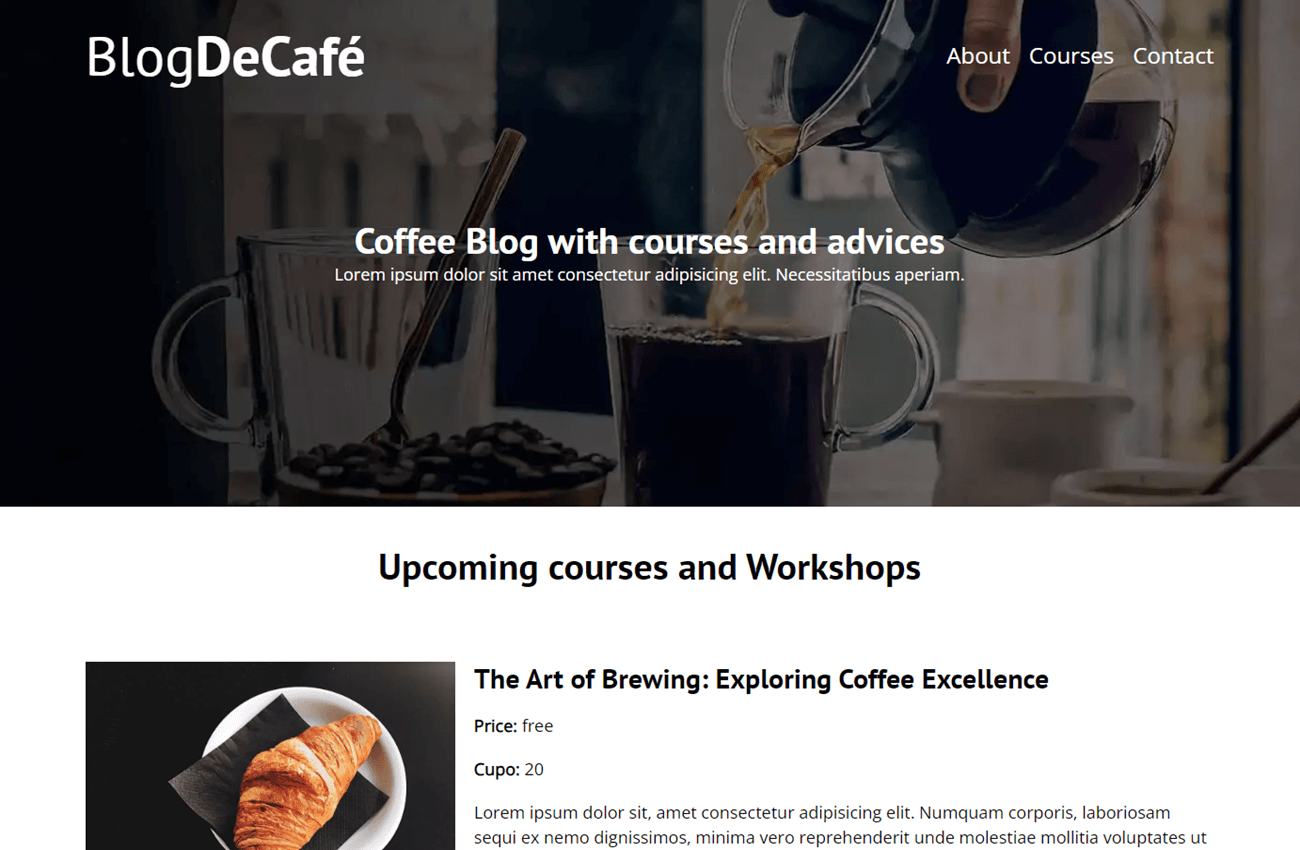 BlogDeCafé
About Courses Contact
Coffee Blog with courses and advices
Lorem ipsum dolor sit amet consectetur adipisicing elit. Necessitatibus aperiam.
Upcoming courses and Workshops
The Art of Brewing: Exploring Coffee Excellence
Price: free
Cupo: 20
Lorem ipsum dolor sit, amet consectetur adipisicing elit. Numquam corporis, laboriosam
sequi ex nemo dignissimos, minima vero reprehenderit unde molestiae mollitia voluptates ut